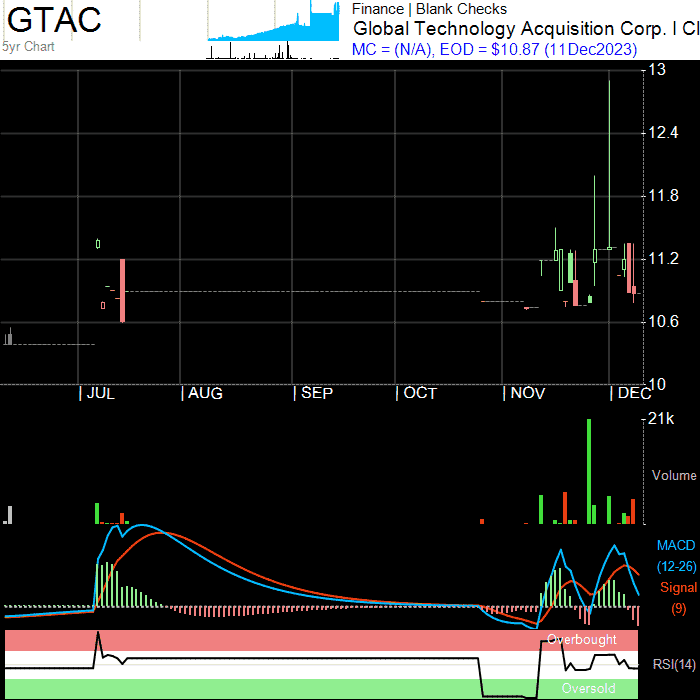 GTAC
5yr Chart
Finance | Blank Checks
Global Technology Acquisition Corp. I Cl
MC = (N/A), EOD = $10.87 (11Dec2023)
13
12.4
11.8
11.2
10.6
10
| JUL | AUG | SEP | OCT | NOV | DEC
21k
Volume
MACD
(12-26)
Signal
(9)
Overbought
RSI(14)
Oversold